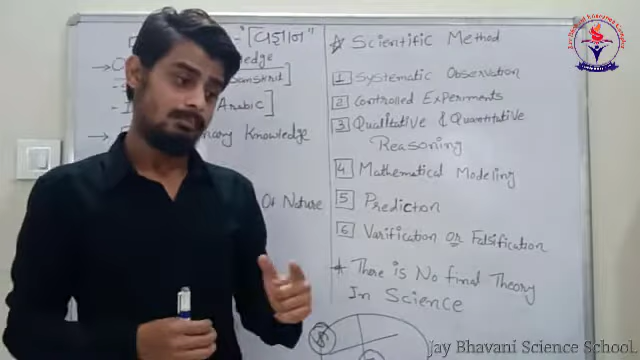 "विज्ञान"
Knowledge
Sanskrit]
Arabic]
Knowledge
Of Nature
Scientific Method
1 Systematic Observation
2 Controlled Experiments
3 Qualitative & Quantitative
Reasoning
4 Mathematical Modeling
5 Prediction
6 Varification or Falsification
There is No final Theory
In Science
jay Bhavani Science School